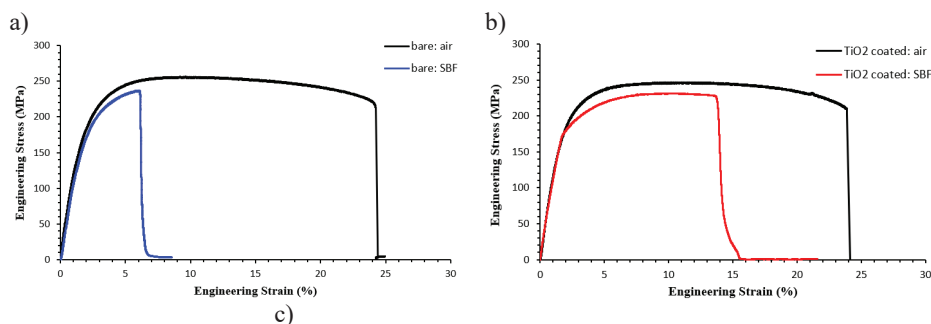 a)
bare: air
bare: SBF
300
250
200
150
100
50
0
Engineering Stress (MPa)
0 5 10 15 20 25 30
Engineering Strain (%)
b)
TiO2 coated: air
TiO2 coated: SBF
300
250
200
150
100
50
0
Engineering Stress (MPa)
0 5 10 15 20 25 30
Engineering Strain (%)
c)